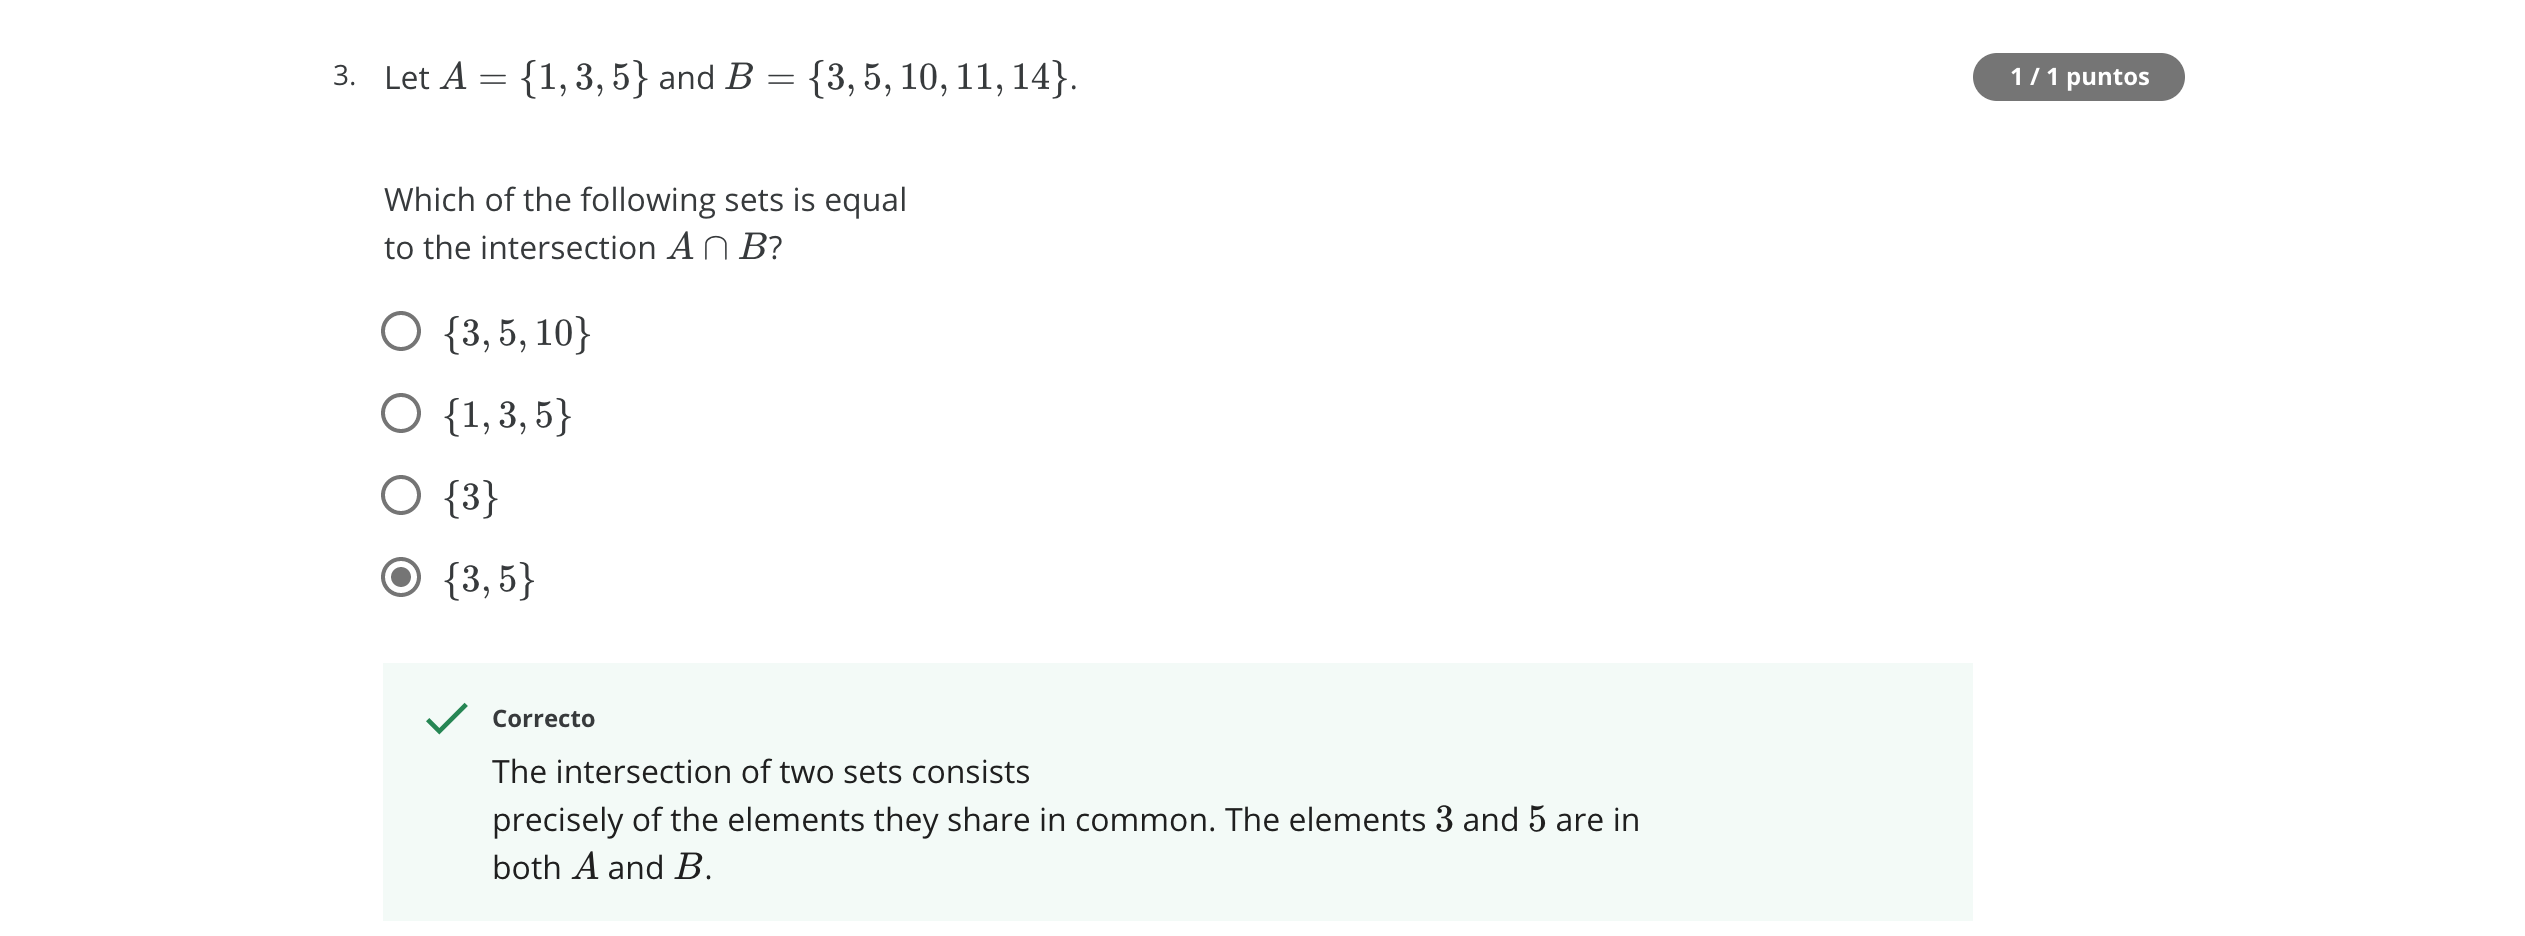 3. Let A = {1, 3, 5} and B = {3, 5, 10, 11, 14}.
1 / 1 puntos
Which of the following sets is equal
to the intersection A ∩ B?
{3, 5, 10}
{1, 3, 5}
{3}
{3, 5}
Correcto
The intersection of two sets consists
precisely of the elements they share in common. The elements 3 and 5 are in
both A and B.